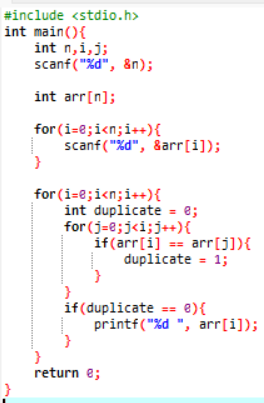 #include <stdio.h>
int main(){
    int n,i,j;
    scanf("%d", &n);

    int arr[n];

    for(i=0;i<n;i++){
        scanf("%d", &arr[i]);
    }

    for(i=0;i<n;i++){
        int duplicate = 0;
        for(j=0;j<i;j++){
            if(arr[i] == arr[j]){
                duplicate = 1;
            }
        }
        if(duplicate == 0){
            printf("%d ", arr[i]);
        }
    }
    return 0;
}